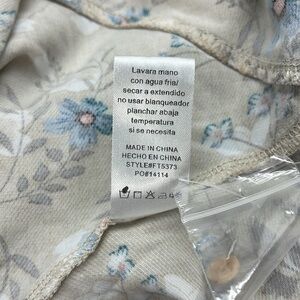 Lavara mano
con agua fria/
secar a extendido
no usar blanqueador
planchar abaja
temperatura
si se necesita
MADE IN CHINA
HECHO EN CHINA
STYLE#FT5373
PO#14114